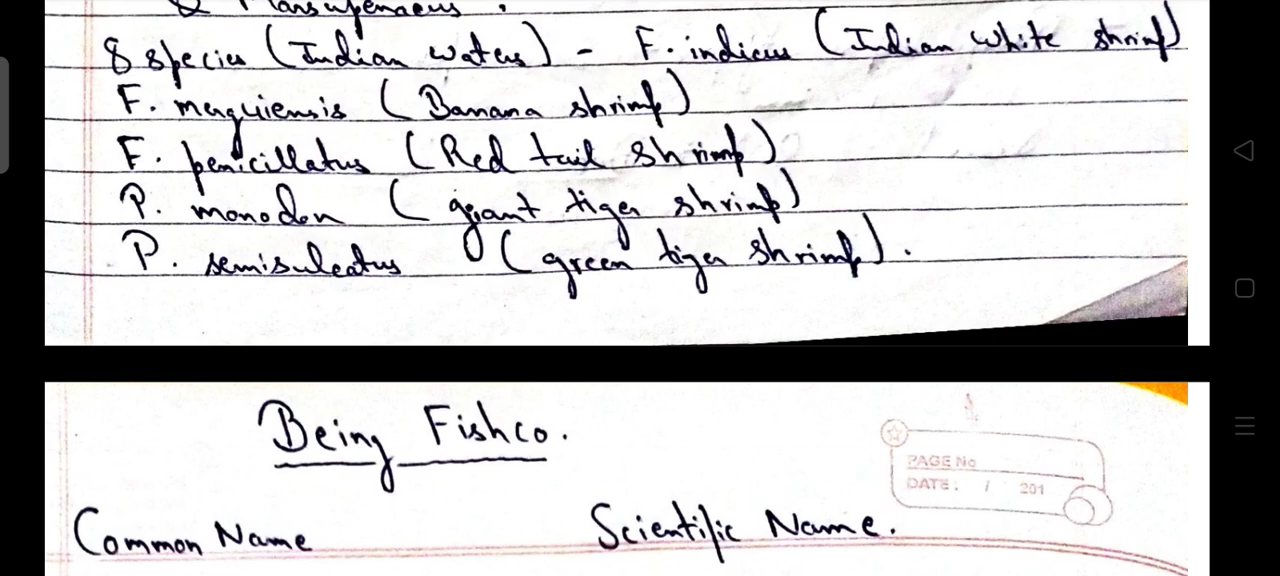 & Marsupenaeus.
8 species (Indian waters) - F. indicus (Indian white shrimp)
F. merguiensis (Banana shrimp)
F. penicillatus (Red tail shrimp)
P. monodon (giant tiger shrimp)
P. semisulcatus (green tiger shrimp).
Being Fishco.
PAGE No
DATE: / 201
Common Name Scientific Name.